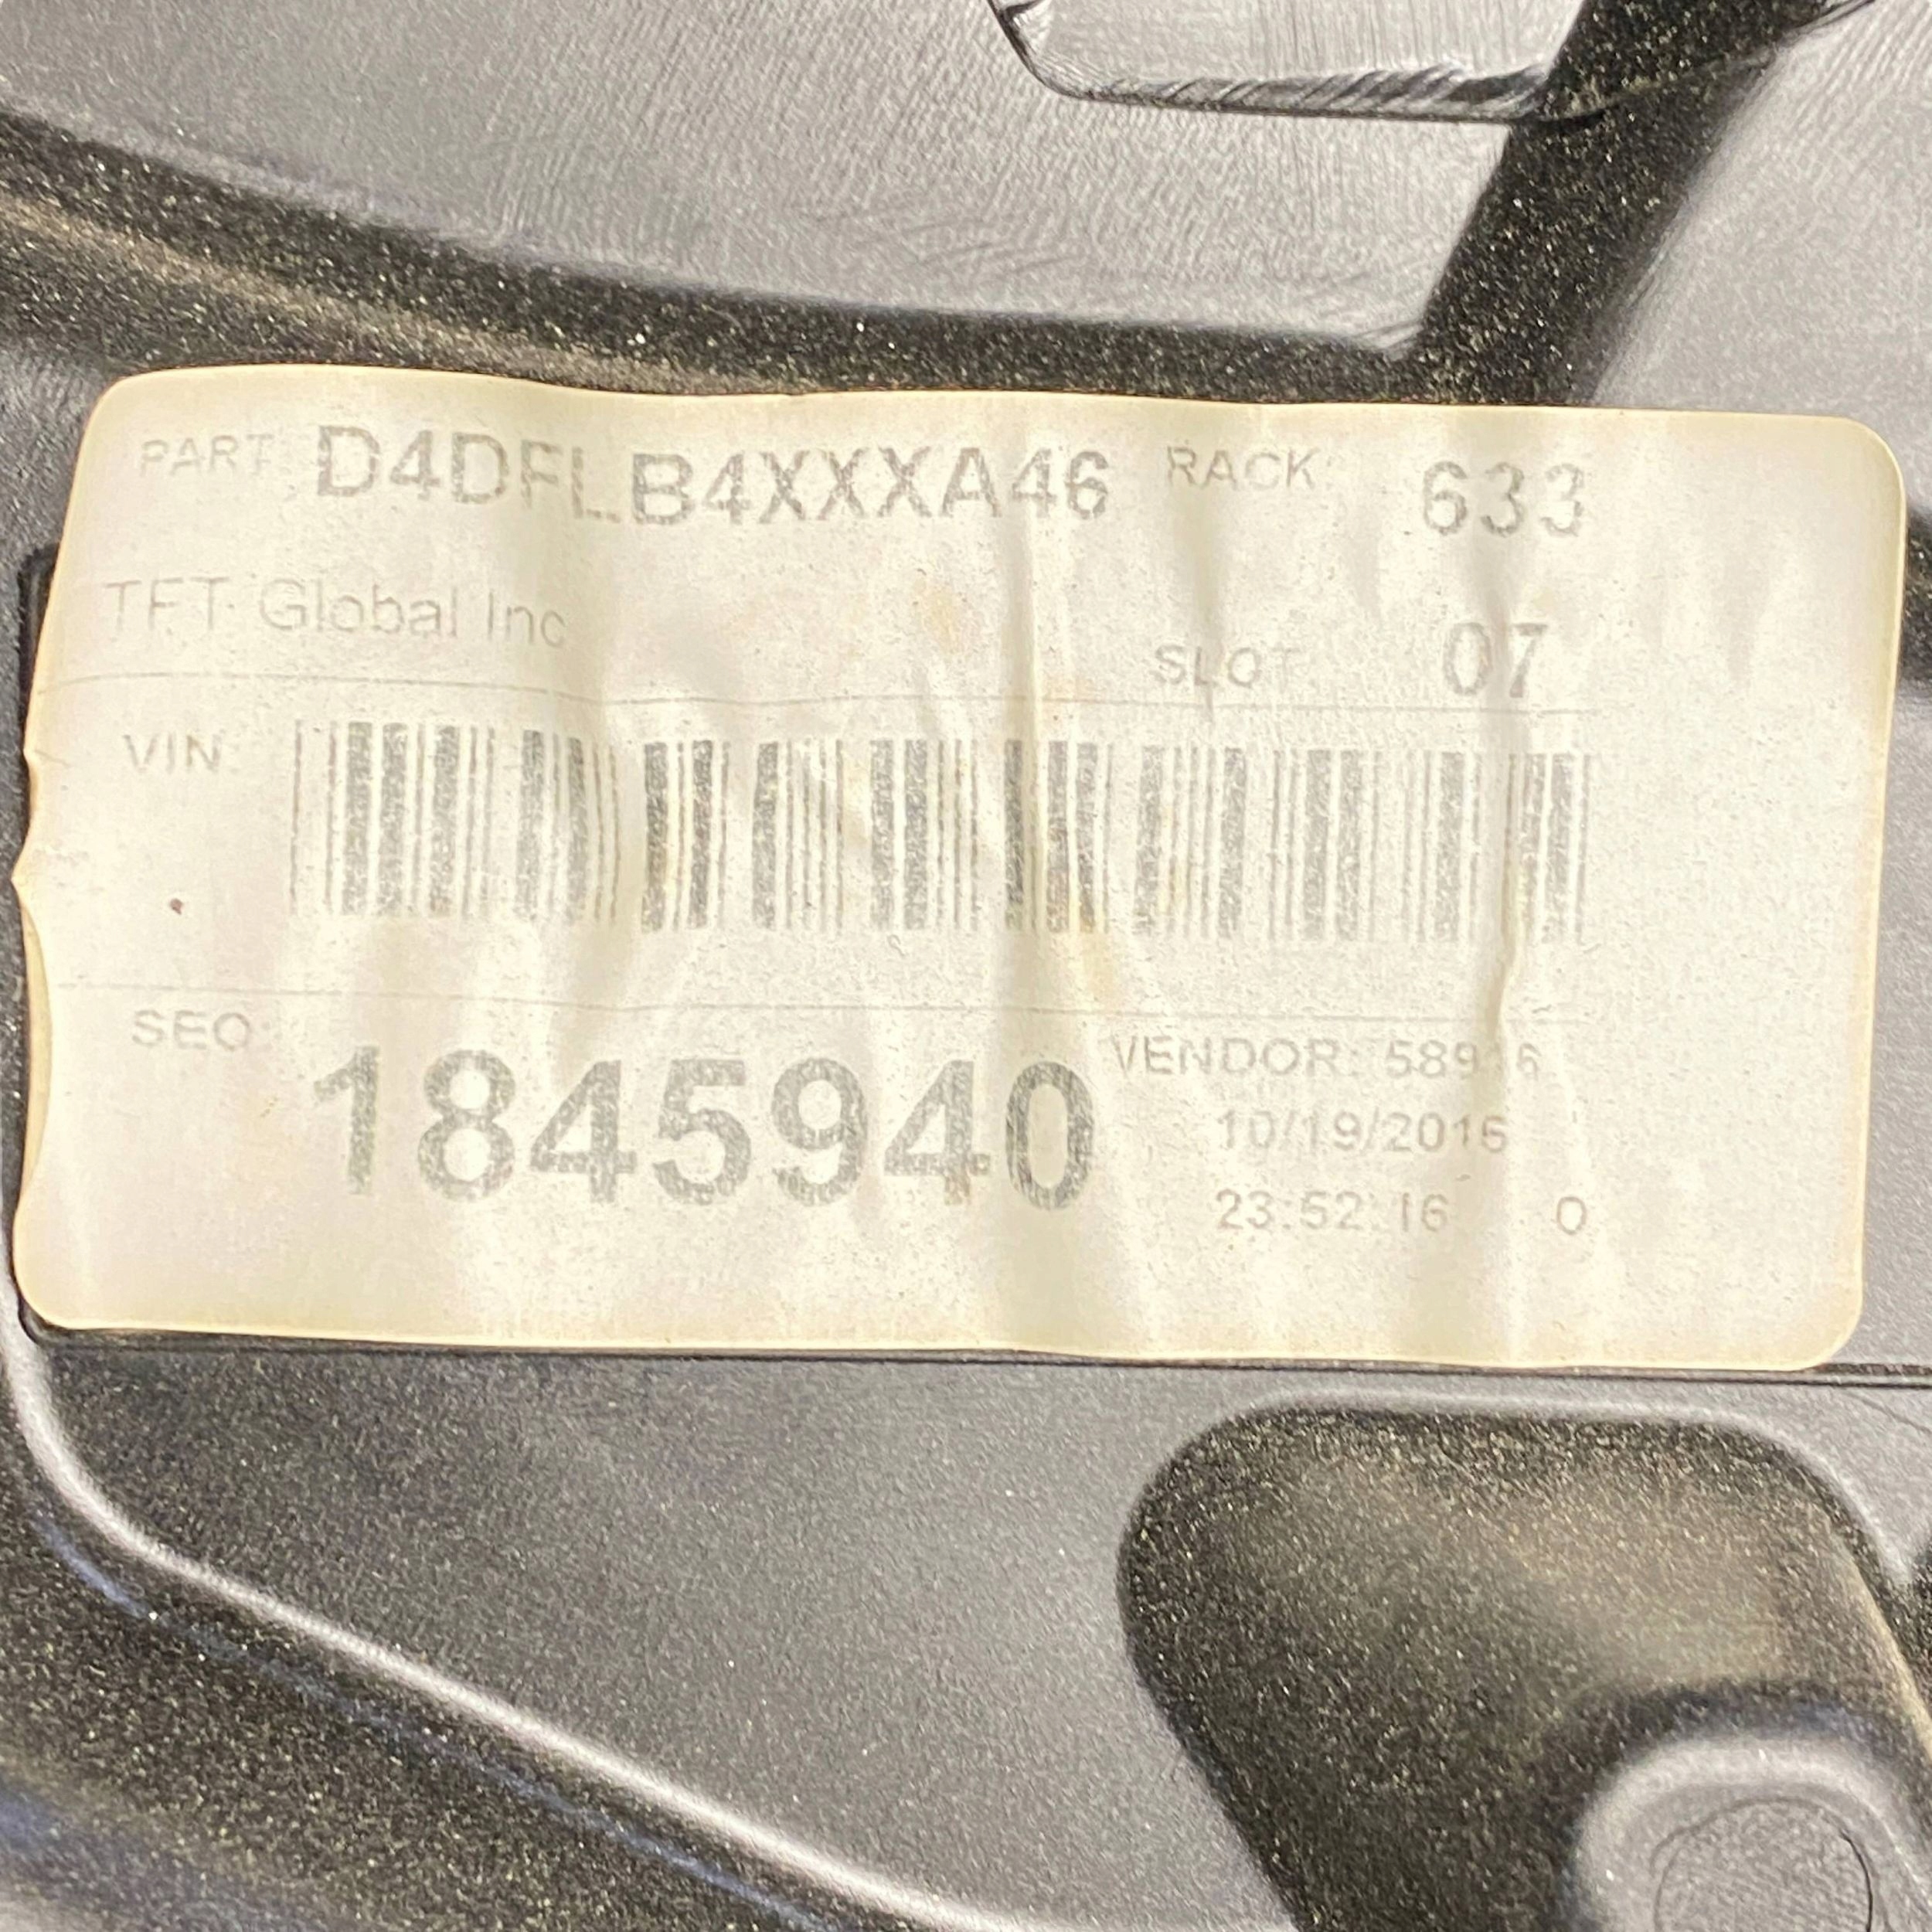 PART: D4DFLB4XXXA46 RACK: 633
TFT Global Inc
SLOT: 07
VIN
SEQ: 1845940 VENDOR: 58916
10/19/2016
23:52:16 0